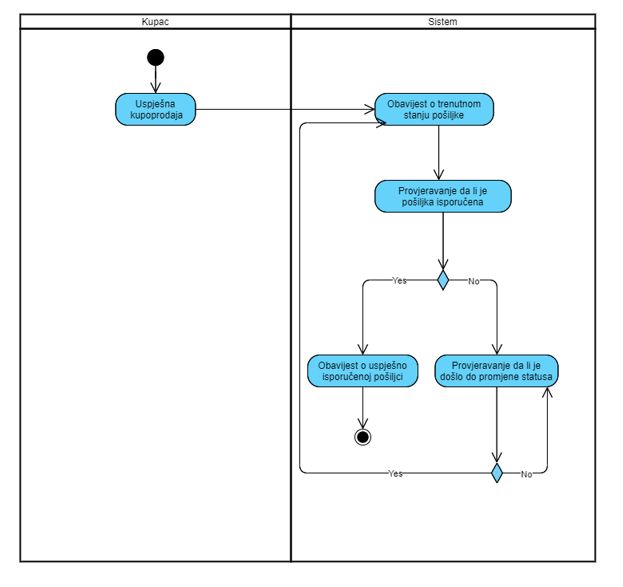 Kupac
Sistem
Uspješna
kupoprodaja
Obavijest o trenutnom
stanju pošiljke
Provjeravanje da li je
pošiljka isporučena
Yes
No
Obavijest o uspješno
isporučenoj pošiljci
Provjeravanje da li je
došlo do promjene statusa
Yes
No